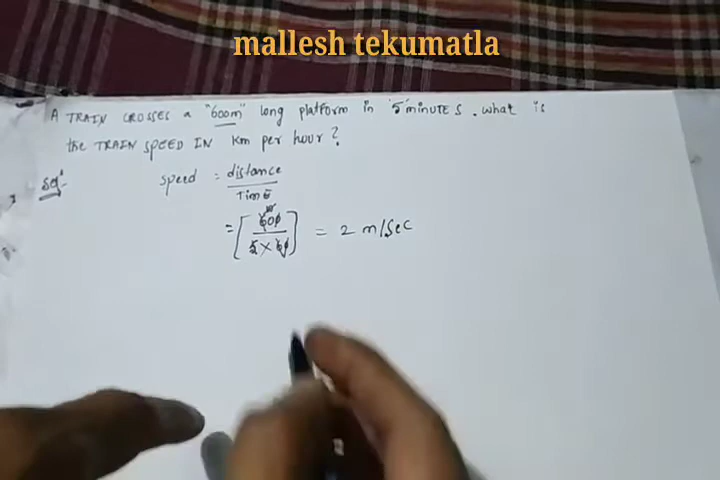 mallesh tekumatla
A TRAIN CROSSES a "600m" long platform in 5 minutes. what is
the TRAIN SPEED IN Km per hour?
Sol:
speed = distance
Time
= [ 600
5 × 60 ] = 2 m/sec